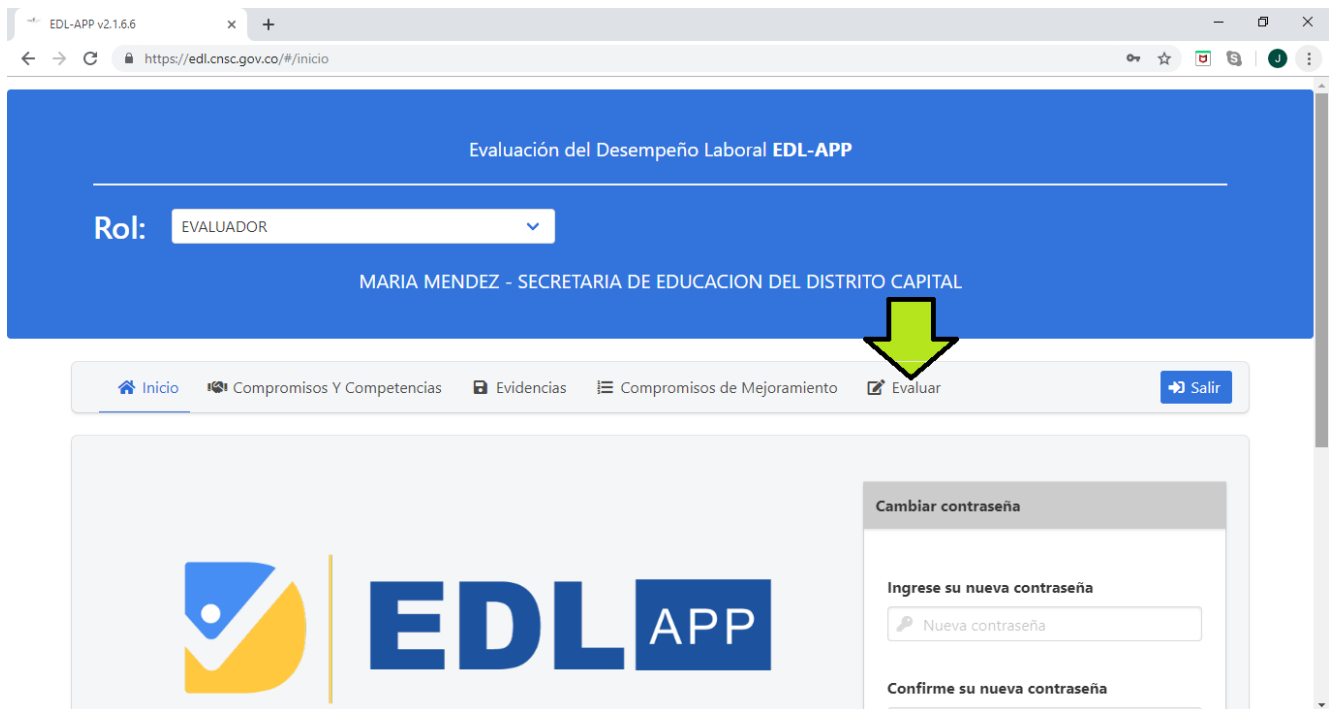 EDL-APP v2.1.6.6
https://edl.cnsc.gov.co/#/inicio
J
Evaluación del Desempeño Laboral EDL-APP
Rol:
EVALUADOR
MARIA MENDEZ - SECRETARIA DE EDUCACION DEL DISTRITO CAPITAL
Inicio
Compromisos Y Competencias
Evidencias
Compromisos de Mejoramiento
Evaluar
Salir
Cambiar contraseña
Ingrese su nueva contraseña
Nueva contraseña
Confirme su nueva contraseña
EDL APP